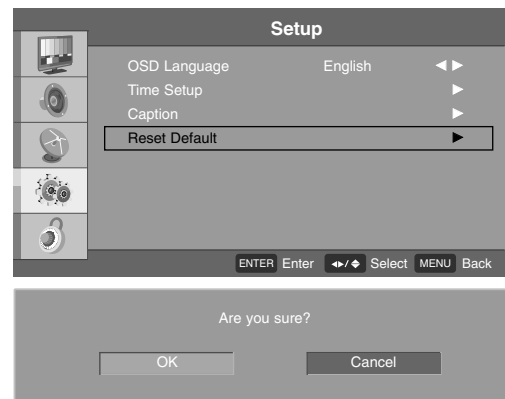 Setup
OSD Language English ◀ ▶
Time Setup ▶
Caption ▶
Reset Default ▶
ENTER Enter ◂▸/◆ Select MENU Back
Are you sure?
OK Cancel